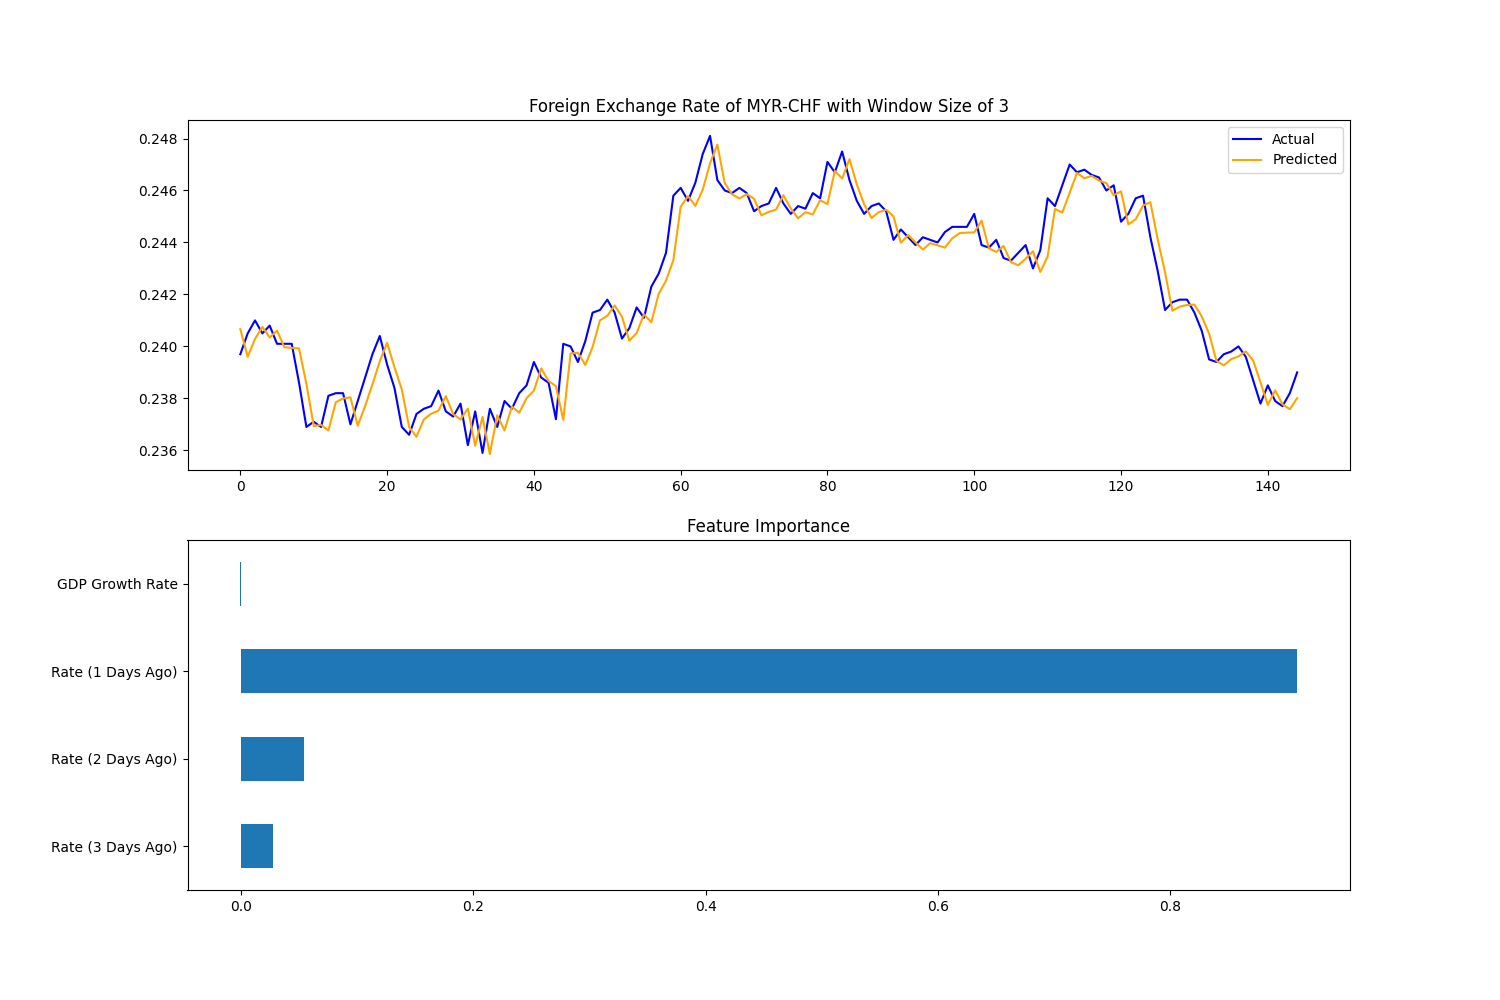 Foreign Exchange Rate of MYR-CHF with Window Size of 3
0.248
0.246
0.244
0.242
0.240
0.238
0.236
Actual
Predicted
0 20 40 60 80 100 120 140
Feature Importance
GDP Growth Rate
Rate (1 Days Ago)
Rate (2 Days Ago)
Rate (3 Days Ago)
0.0 0.2 0.4 0.6 0.8